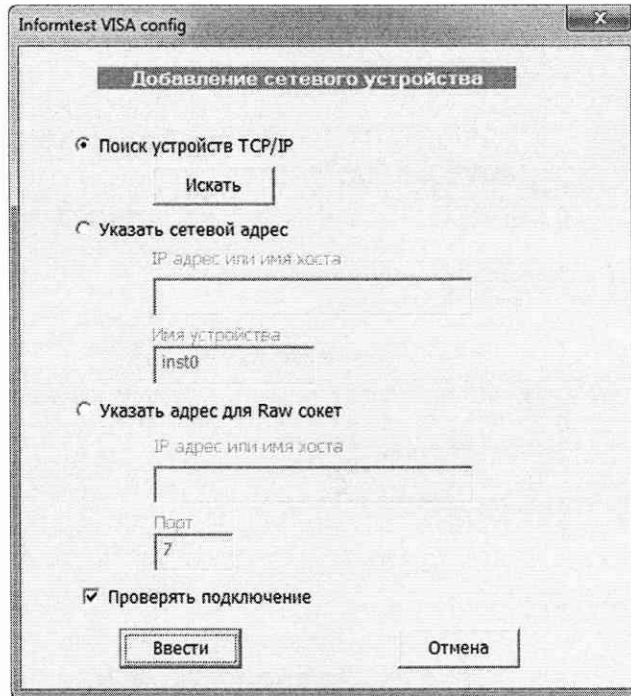 Informtest VISA config
Добавление сетевого устройства
Поиск устройств TCP/IP
Искать
Указать сетевой адрес
IP адрес или имя хоста
Имя устройства
inst0
Указать адрес для Raw сокет
IP адрес или имя хоста
Порт
7
Проверять подключение
Ввести
Отмена